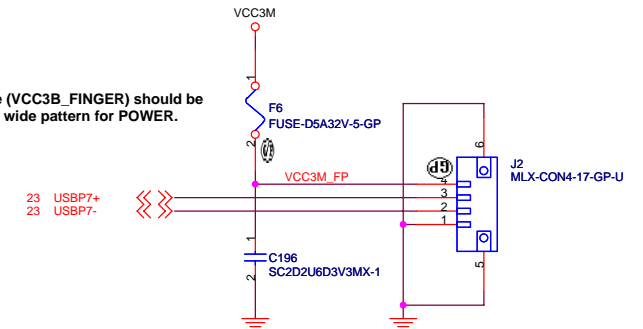 VCC3M
e (VCC3B_FINGER) should be
wide pattern for POWER.
1
F6
FUSE-D5A32V-5-GP
2
GP
6
J2
MLX-CON4-17-GP-U
VCC3M_FP
4
23 USBP7+
3
23 USBP7-
2
1
1
C196
SC2D2U6D3V3MX-1
2
5